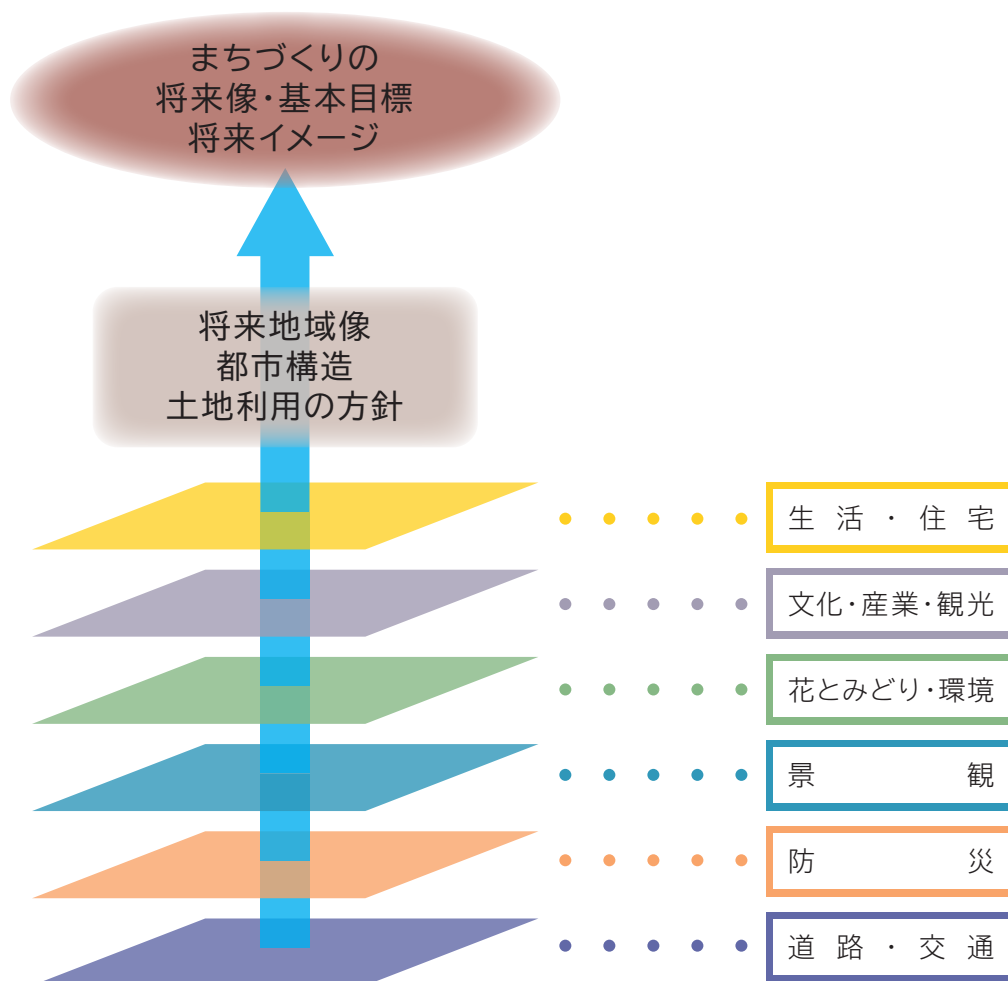 まちづくりの
将来像・基本目標
将来イメージ
将来地域像
都市構造
土地利用の方針
生活・住宅
文化・産業・観光
花とみどり・環境
景観
防災
道路・交通